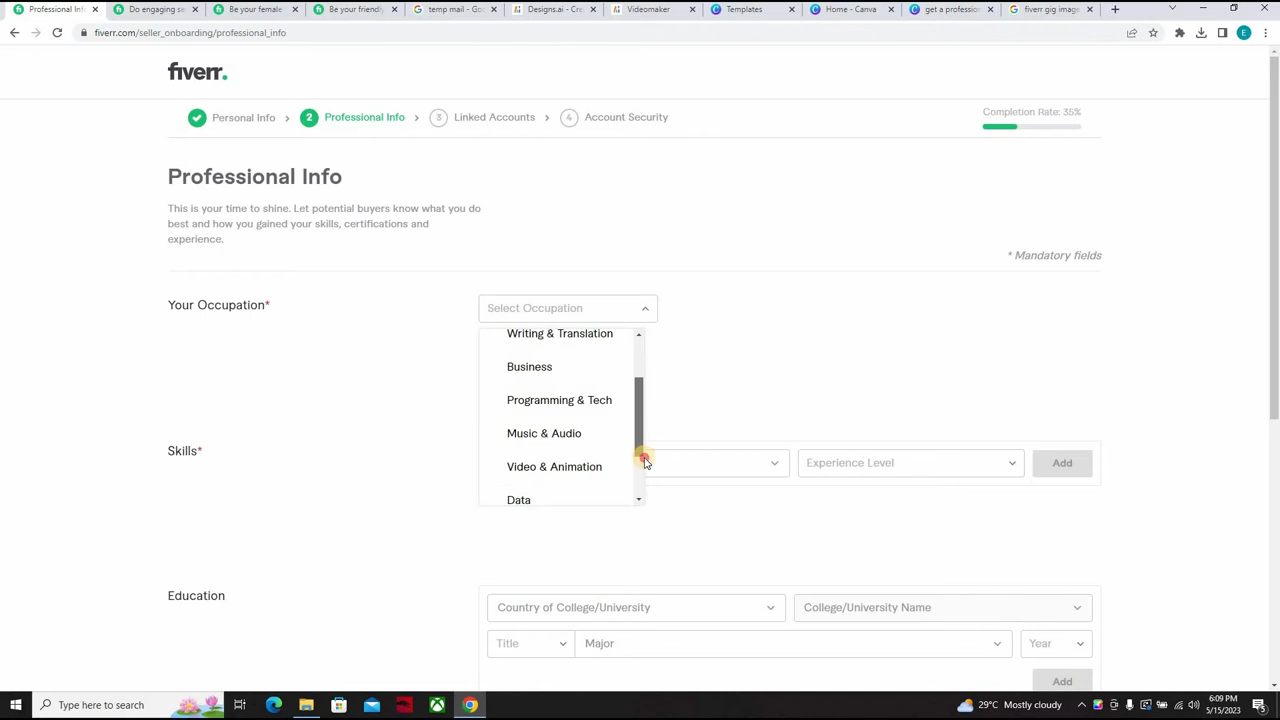 Professional Info
Do engaging se
Be your female
Be your friendly
temp mail - Goo
Designs.ai - Cre
Videomaker
Templates
Home - Canva
get a profession
fiverr gig image
fiverr.com/seller_onboarding/professional_info
E
fiverr.
Personal Info
2 Professional Info
3 Linked Accounts
4 Account Security
Completion Rate: 35%
Professional Info
This is your time to shine. Let potential buyers know what you do
best and how you gained your skills, certifications and
experience.
* Mandatory fields
Your Occupation*
Select Occupation
Writing & Translation
Business
Programming & Tech
Music & Audio
Video & Animation
Data
Skills*
Experience Level
Add
Education
Country of College/University
College/University Name
Title
Major
Year
Add
Type here to search
29°C Mostly cloudy
6:09 PM
5/15/2023